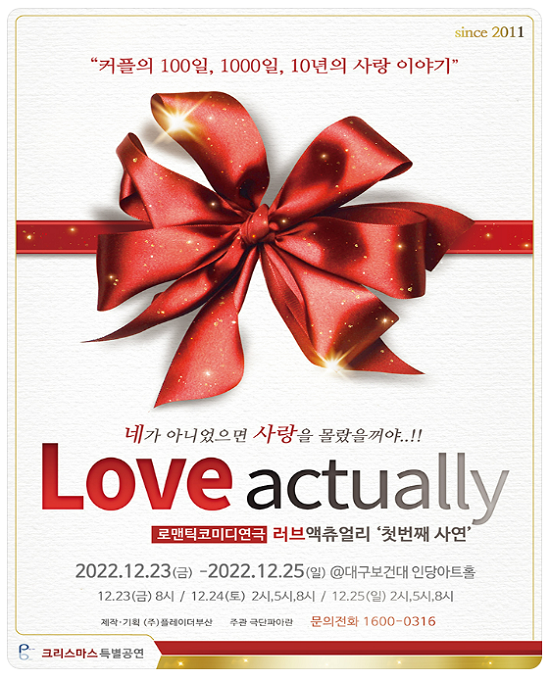 since 2011
“커플의 100일, 1000일, 10년의 사랑 이야기”
네가 아니었으면 사랑을 몰랐을꺼야..!!
Love actually
로맨틱코미디연극 러브액츄얼리 ‘첫번째 사연’
2022.12.23(금) -2022.12.25(일) @대구보건대 인당아트홀
12.23(금) 8시 / 12.24(토) 2시,5시,8시 / 12.25(일) 2시,5시,8시
제작·기획 (주)플레이더부산 주관 극단파아란 문의전화 1600-0316
크리스마스특별공연